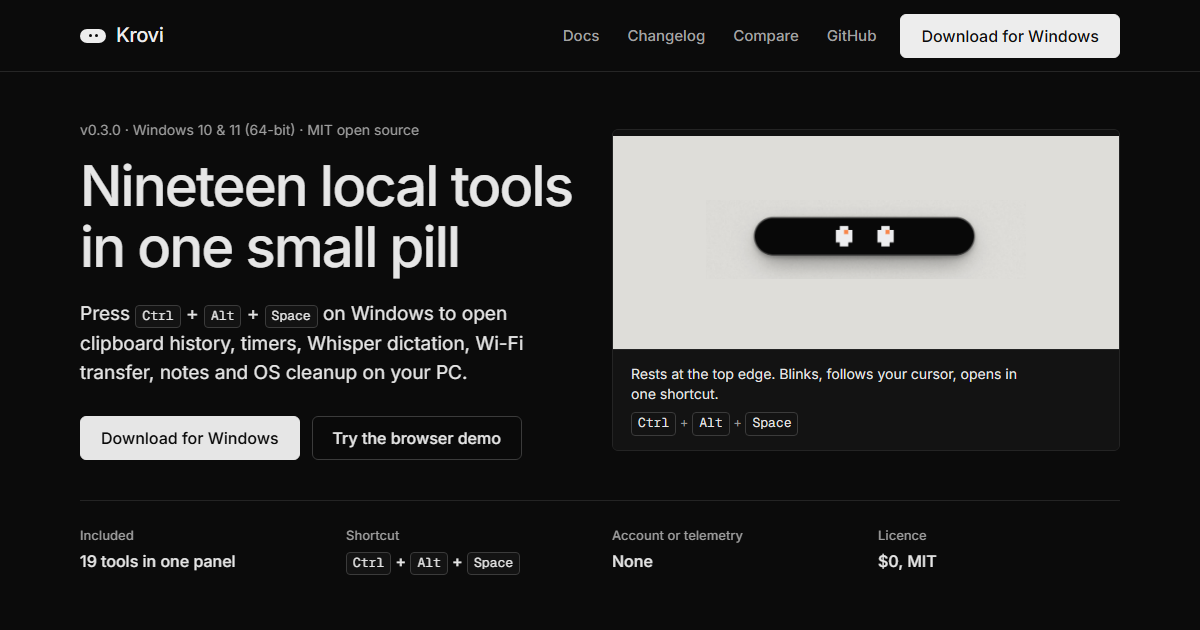 Krovi
Docs
Changelog
Compare
GitHub
Download for Windows
v0.3.0 · Windows 10 & 11 (64-bit) · MIT open source
Nineteen local tools
in one small pill
Press Ctrl + Alt + Space on Windows to open
clipboard history, timers, Whisper dictation, Wi-Fi
transfer, notes and OS cleanup on your PC.
Download for Windows
Try the browser demo
Rests at the top edge. Blinks, follows your cursor, opens in
one shortcut.
Ctrl + Alt + Space
Included
19 tools in one panel
Shortcut
Ctrl + Alt + Space
Account or telemetry
None
Licence
$0, MIT